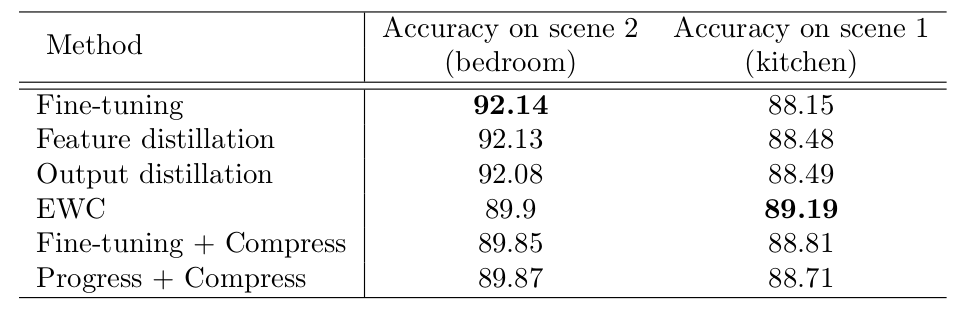 Method Accuracy on scene 2 (bedroom) Accuracy on scene 1 (kitchen)
Fine-tuning 92.14 88.15
Feature distillation 92.13 88.48
Output distillation 92.08 88.49
EWC 89.9 89.19
Fine-tuning + Compress 89.85 88.81
Progress + Compress 89.87 88.71